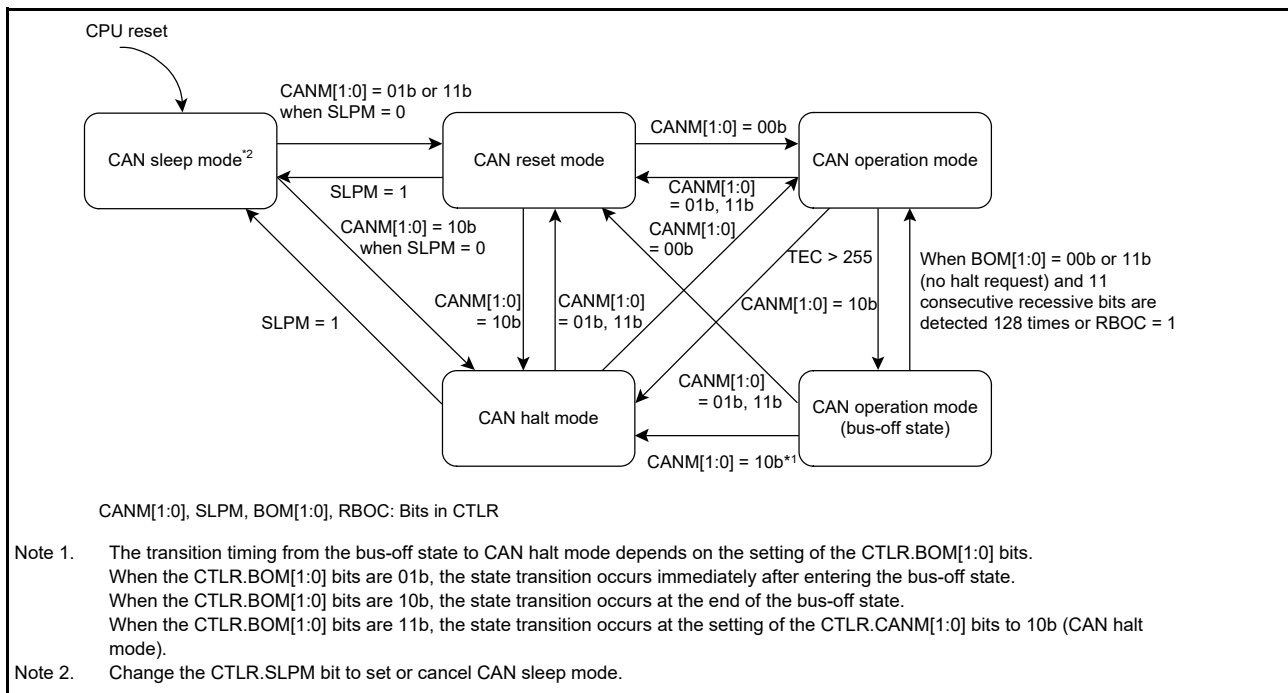 CPU reset
CANM[1:0] = 01b or 11b
when SLPM = 0
CAN sleep mode*2
CAN reset mode
CANM[1:0] = 00b
CAN operation mode
SLPM = 1
CANM[1:0]
= 01b, 11b
CANM[1:0] = 10b
when SLPM = 0
CANM[1:0]
= 00b
TEC > 255
When BOM[1:0] = 00b or 11b
(no halt request) and 11
consecutive recessive bits are
detected 128 times or RBOC = 1
SLPM = 1
CANM[1:0]
= 10b
CANM[1:0]
= 01b, 11b
CANM[1:0] = 10b
CAN halt mode
CANM[1:0]
= 01b, 11b
CAN operation mode
(bus-off state)
CANM[1:0] = 10b*1
CANM[1:0], SLPM, BOM[1:0], RBOC: Bits in CTLR
Note 1. The transition timing from the bus-off state to CAN halt mode depends on the setting of the CTLR.BOM[1:0] bits.
When the CTLR.BOM[1:0] bits are 01b, the state transition occurs immediately after entering the bus-off state.
When the CTLR.BOM[1:0] bits are 10b, the state transition occurs at the end of the bus-off state.
When the CTLR.BOM[1:0] bits are 11b, the state transition occurs at the setting of the CTLR.CANM[1:0] bits to 10b (CAN halt
mode).
Note 2. Change the CTLR.SLPM bit to set or cancel CAN sleep mode.